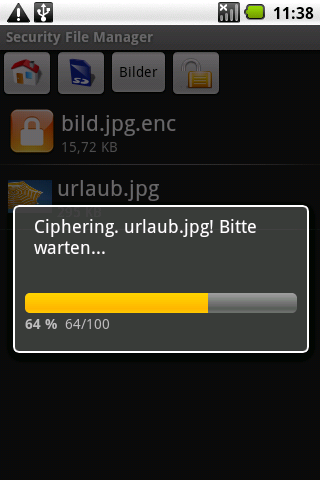 11:38
Security File Manager
Bilder
bild.jpg.enc
15,72 KB
urlaub.jpg
Ciphering. urlaub.jpg! Bitte
warten...
64 % 64/100